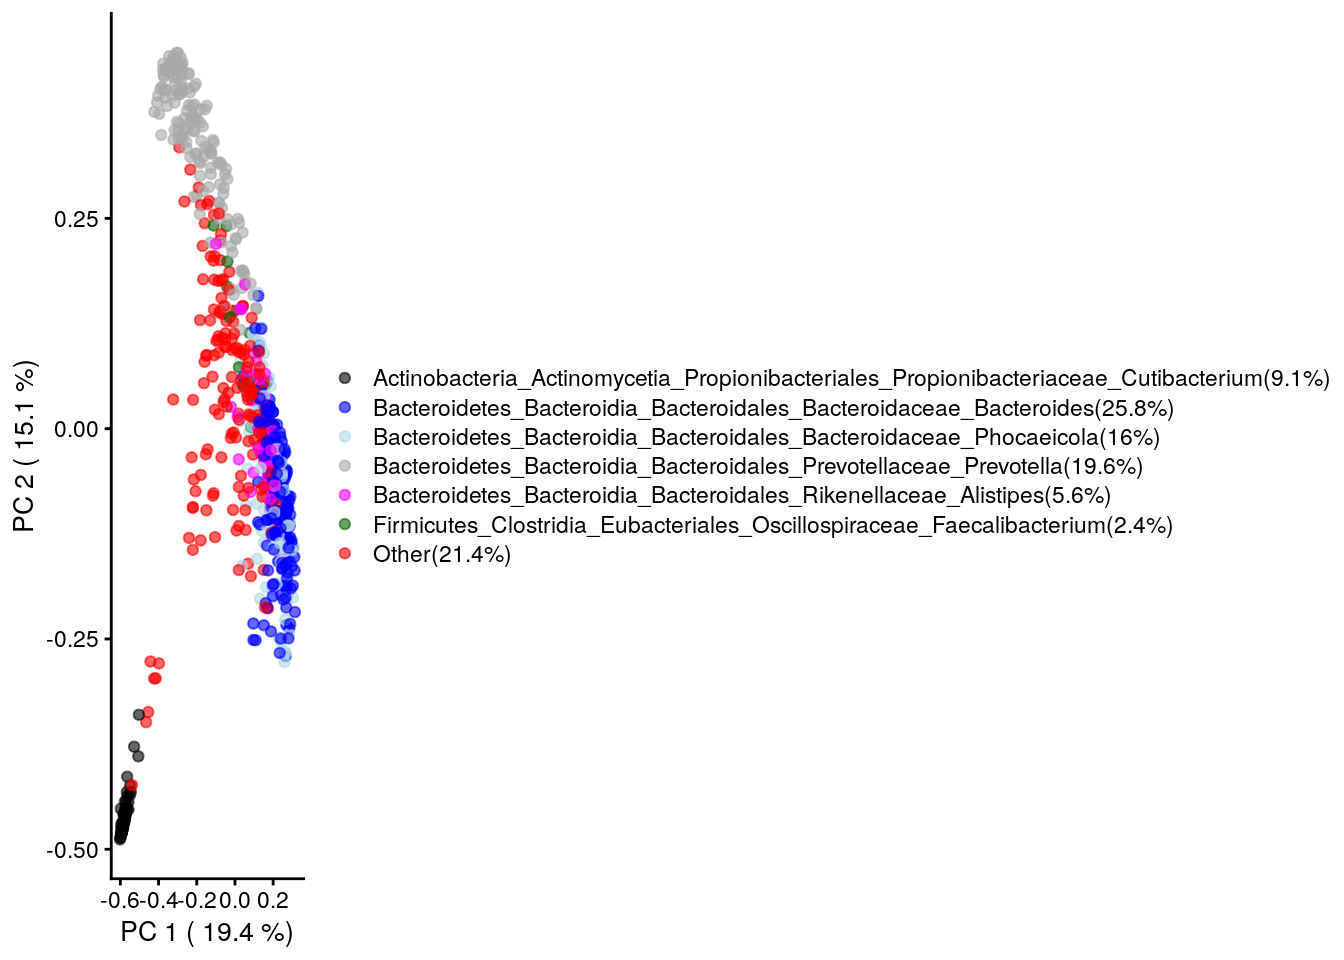 0.25
0.00
-0.25
-0.50
PC 2 ( 15.1 %)
-0.6 -0.4 -0.2 0.0 0.2
PC 1 ( 19.4 %)
Actinobacteria_Actinomycetia_Propionibacteriales_Propionibacteriaceae_Cutibacterium(9.1%)
Bacteroidetes_Bacteroidia_Bacteroidales_Bacteroidaceae_Bacteroides(25.8%)
Bacteroidetes_Bacteroidia_Bacteroidales_Bacteroidaceae_Phocaeicola(16%)
Bacteroidetes_Bacteroidia_Bacteroidales_Prevotellaceae_Prevotella(19.6%)
Bacteroidetes_Bacteroidia_Bacteroidales_Rikenellaceae_Alistipes(5.6%)
Firmicutes_Clostridia_Eubacteriales_Oscillospiraceae_Faecalibacterium(2.4%)
Other(21.4%)